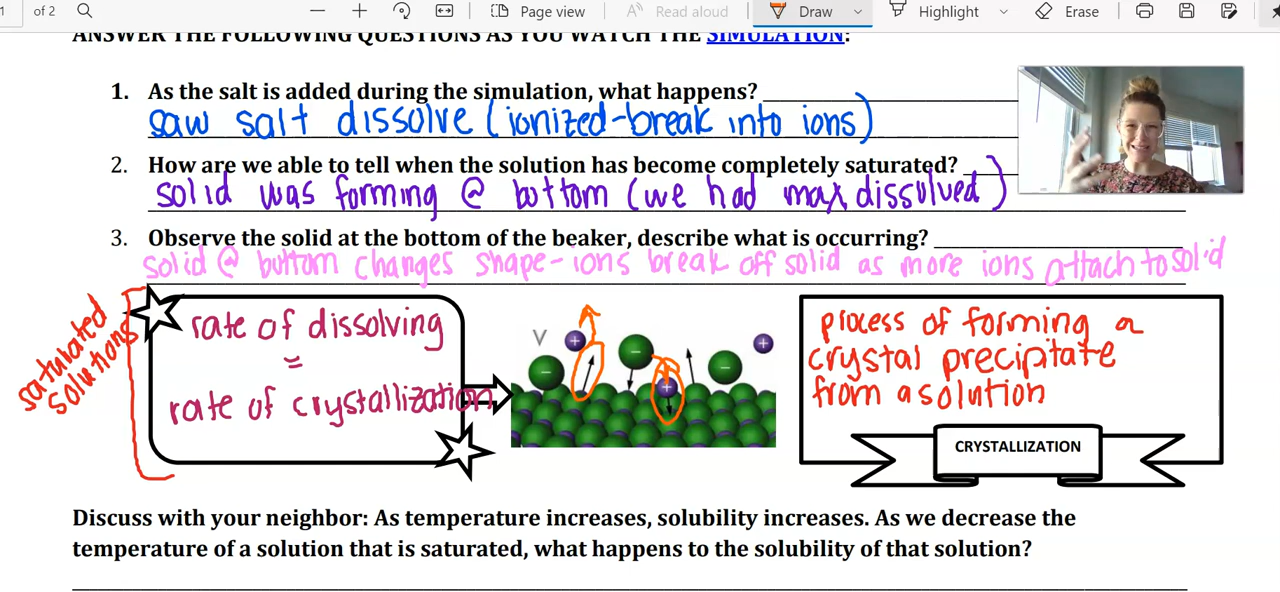 1 of 2 Page view Read aloud Draw Highlight Erase
ANSWER THE FOLLOWING QUESTIONS AS YOU WATCH THE SIMULATION:
1. As the salt is added during the simulation, what happens?
saw salt dissolve (ionized-break into ions)
2. How are we able to tell when the solution has become completely saturated?
solid was forming @ bottom (we had max dissolved)
3. Observe the solid at the bottom of the beaker, describe what is occurring?
solid @ bottom changes shape-ions break off solid as more ions attach to solid
saturated
solutions
rate of dissolving
=
rate of crystallization
V
+
−
−
+
−
+
process of forming a
crystal precipitate
from a solution
CRYSTALLIZATION
Discuss with your neighbor: As temperature increases, solubility increases. As we decrease the
temperature of a solution that is saturated, what happens to the solubility of that solution?